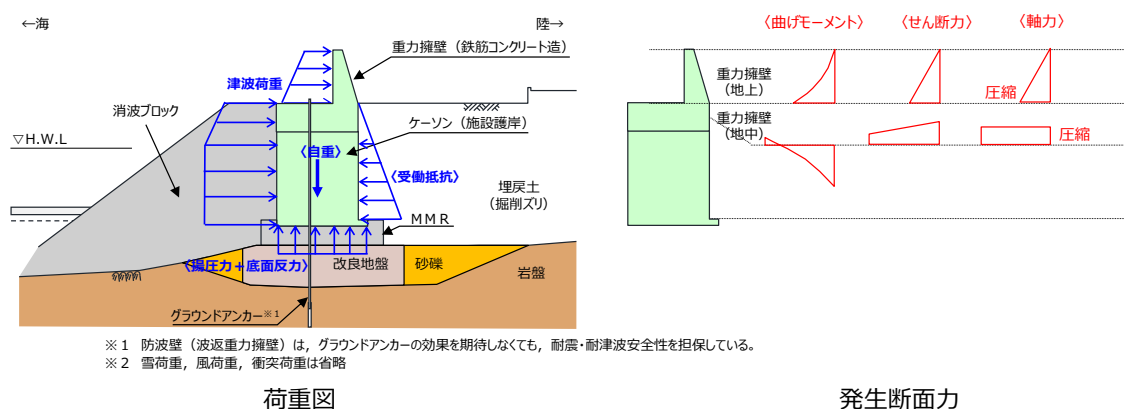 ←海
陸→
重力擁壁（鉄筋コンクリート造）
津波荷重
消波ブロック
ケーソン（施設護岸）
▽H.W.L
〈自重〉
〈受働抵抗〉
埋戻土
（掘削ズリ）
ＭＭＲ
〈揚圧力＋底面反力〉
改良地盤
砂礫
岩盤
グラウンドアンカー※１
※１ 防波壁（波返重力擁壁）は，グラウンドアンカーの効果を期待しなくても，耐震・耐津波安全性を担保している。
※２ 雪荷重，風荷重，衝突荷重は省略
荷重図
〈曲げモーメント〉
〈せん断力〉
〈軸力〉
重力擁壁
（地上）
圧縮
重力擁壁
（地中）
圧縮
発生断面力